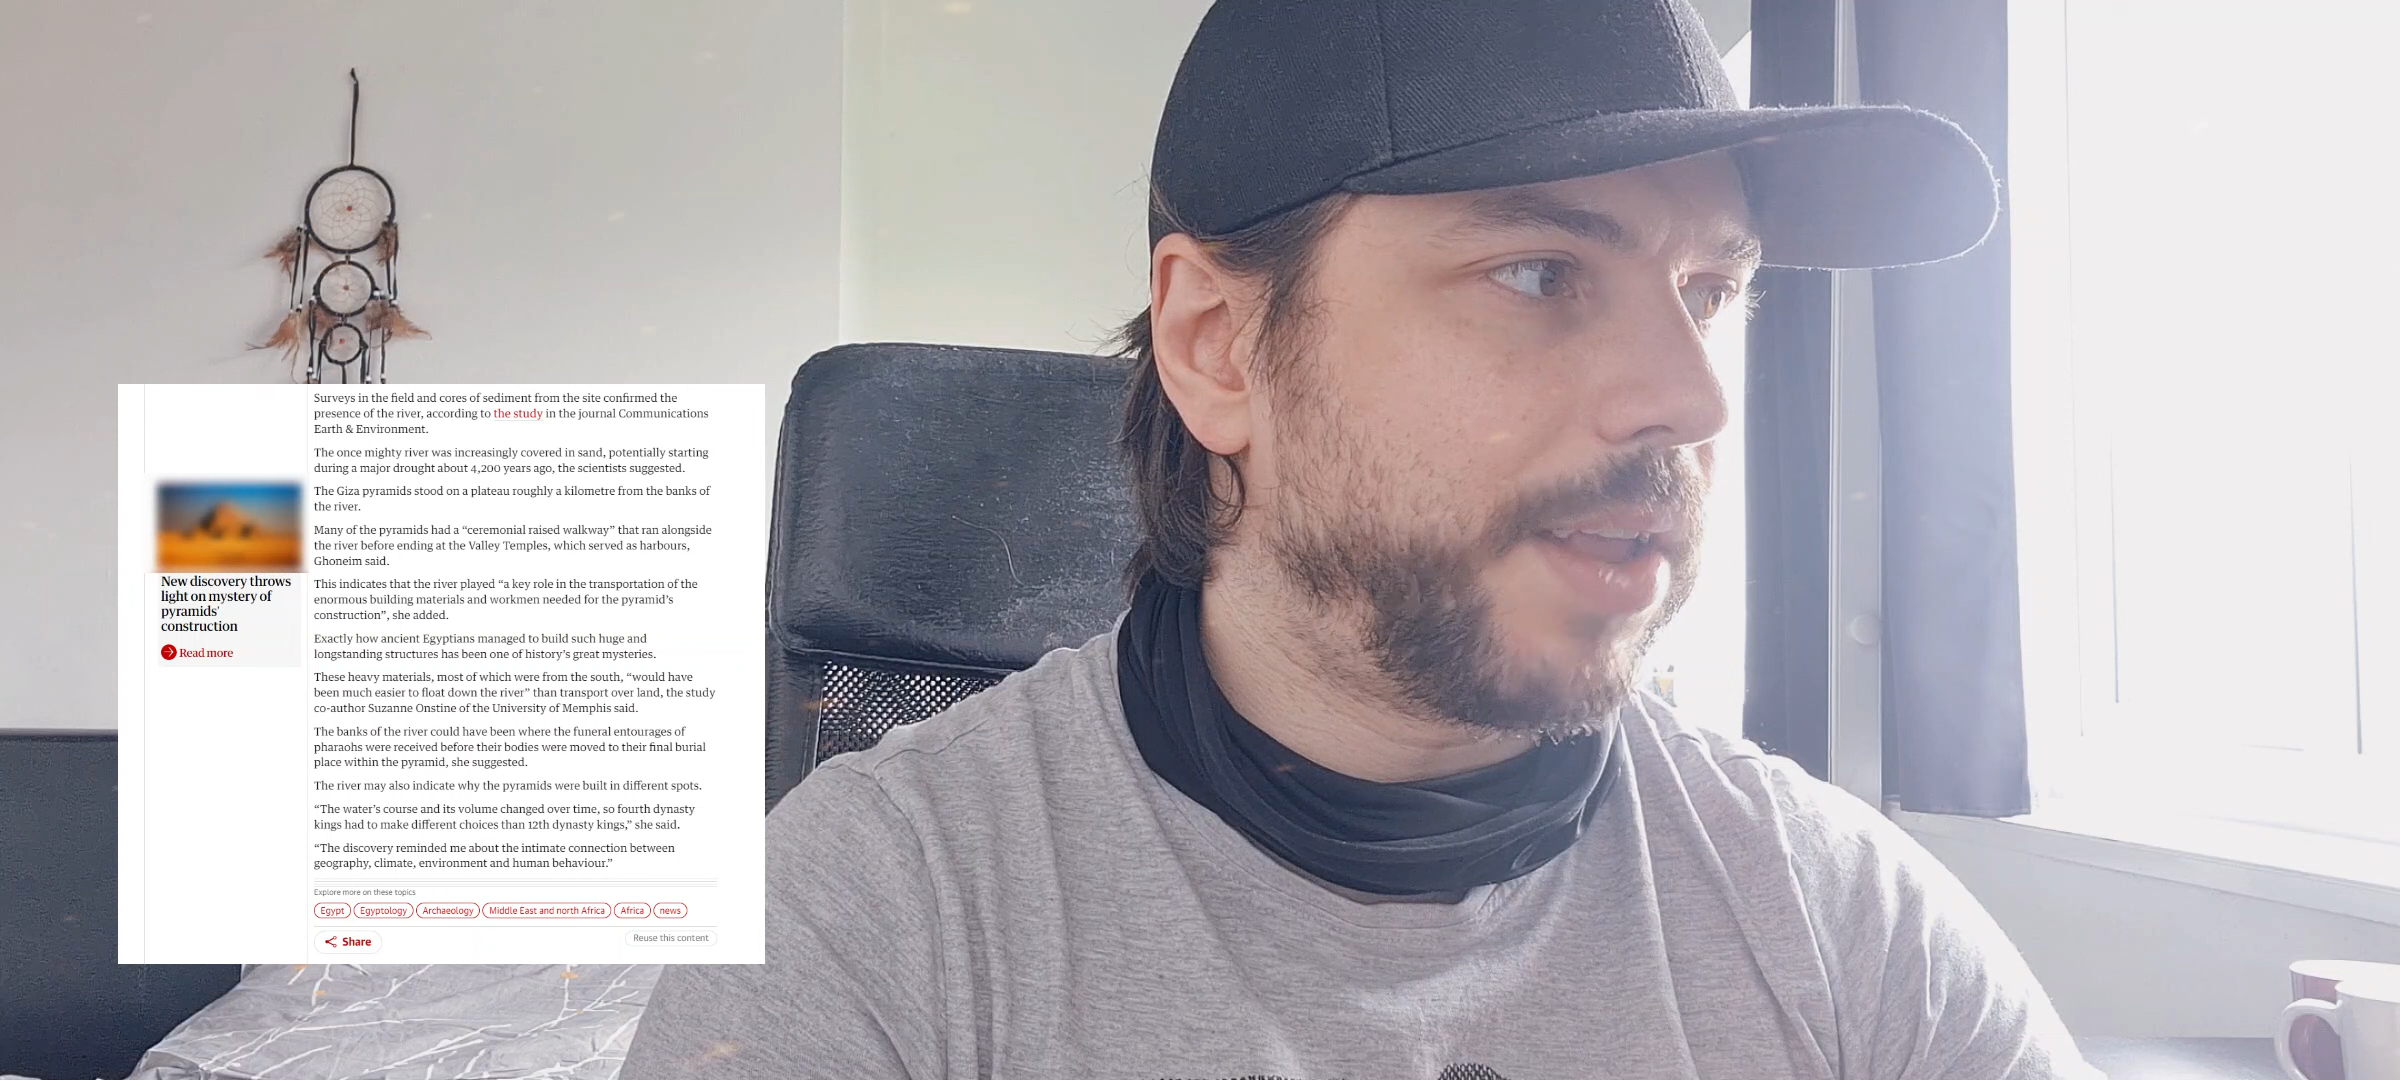 Surveys in the field and cores of sediment from the site confirmed the
presence of the river, according to the study in the journal Communications
Earth & Environment.
The once mighty river was increasingly covered in sand, potentially starting
during a major drought about 4,200 years ago, the scientists suggested.
The Giza pyramids stood on a plateau roughly a kilometre from the banks of
the river.
Many of the pyramids had a “ceremonial raised walkway” that ran alongside
the river before ending at the Valley Temples, which served as harbours,
Ghoneim said.
This indicates that the river played “a key role in the transportation of the
enormous building materials and workmen needed for the pyramid’s
construction”, she added.
Exactly how ancient Egyptians managed to build such huge and
longstanding structures has been one of history’s great mysteries.
These heavy materials, most of which were from the south, “would have
been much easier to float down the river” than transport over land, the study
co-author Suzanne Onstine of the University of Memphis said.
The banks of the river could have been where the funeral entourages of
pharaohs were received before their bodies were moved to their final burial
place within the pyramid, she suggested.
The river may also indicate why the pyramids were built in different spots.
“The water’s course and its volume changed over time, so fourth dynasty
kings had to make different choices than 12th dynasty kings,” she said.
“The discovery reminded me about the intimate connection between
geography, climate, environment and human behaviour.”
New discovery throws
light on mystery of
pyramids'
construction
Read more
Explore more on these topics
Egypt Egyptology Archaeology Middle East and north Africa Africa news
Share
Reuse this content